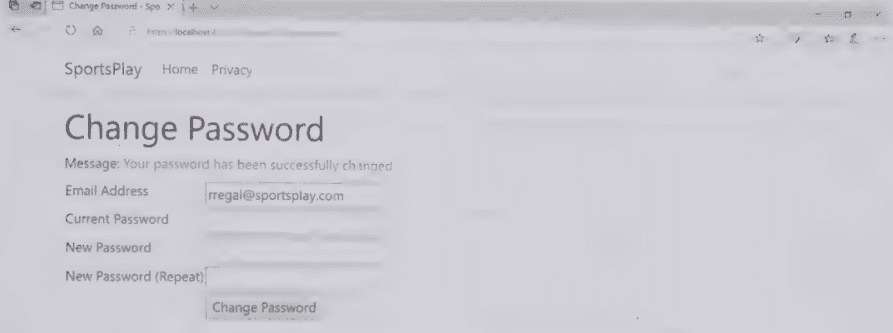 Change Password - Spo
https://localhost
SportsPlay Home Privacy
Change Password
Message: Your password has been successfully changed
Email Address rregal@sportsplay.com
Current Password
New Password
New Password (Repeat)
Change Password